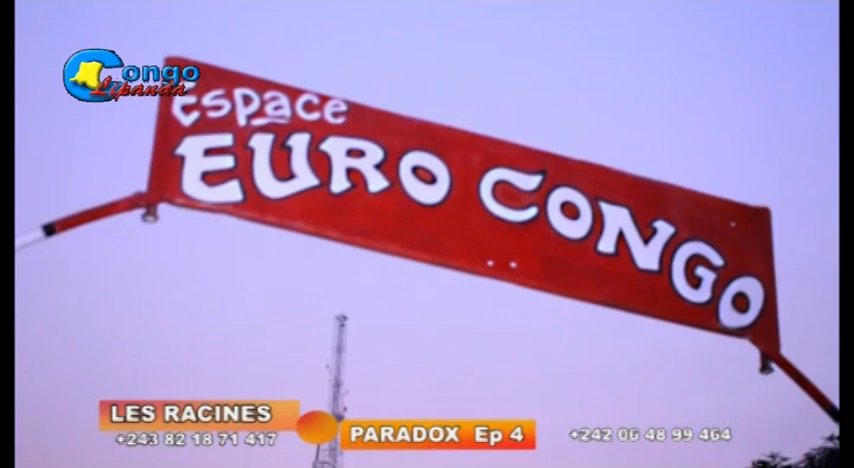 Congo
Lipanda
Espace
EURO CONGO
LES RACINES
+243 82 18 71 417
PARADOX Ep 4
+242 06 48 99 464